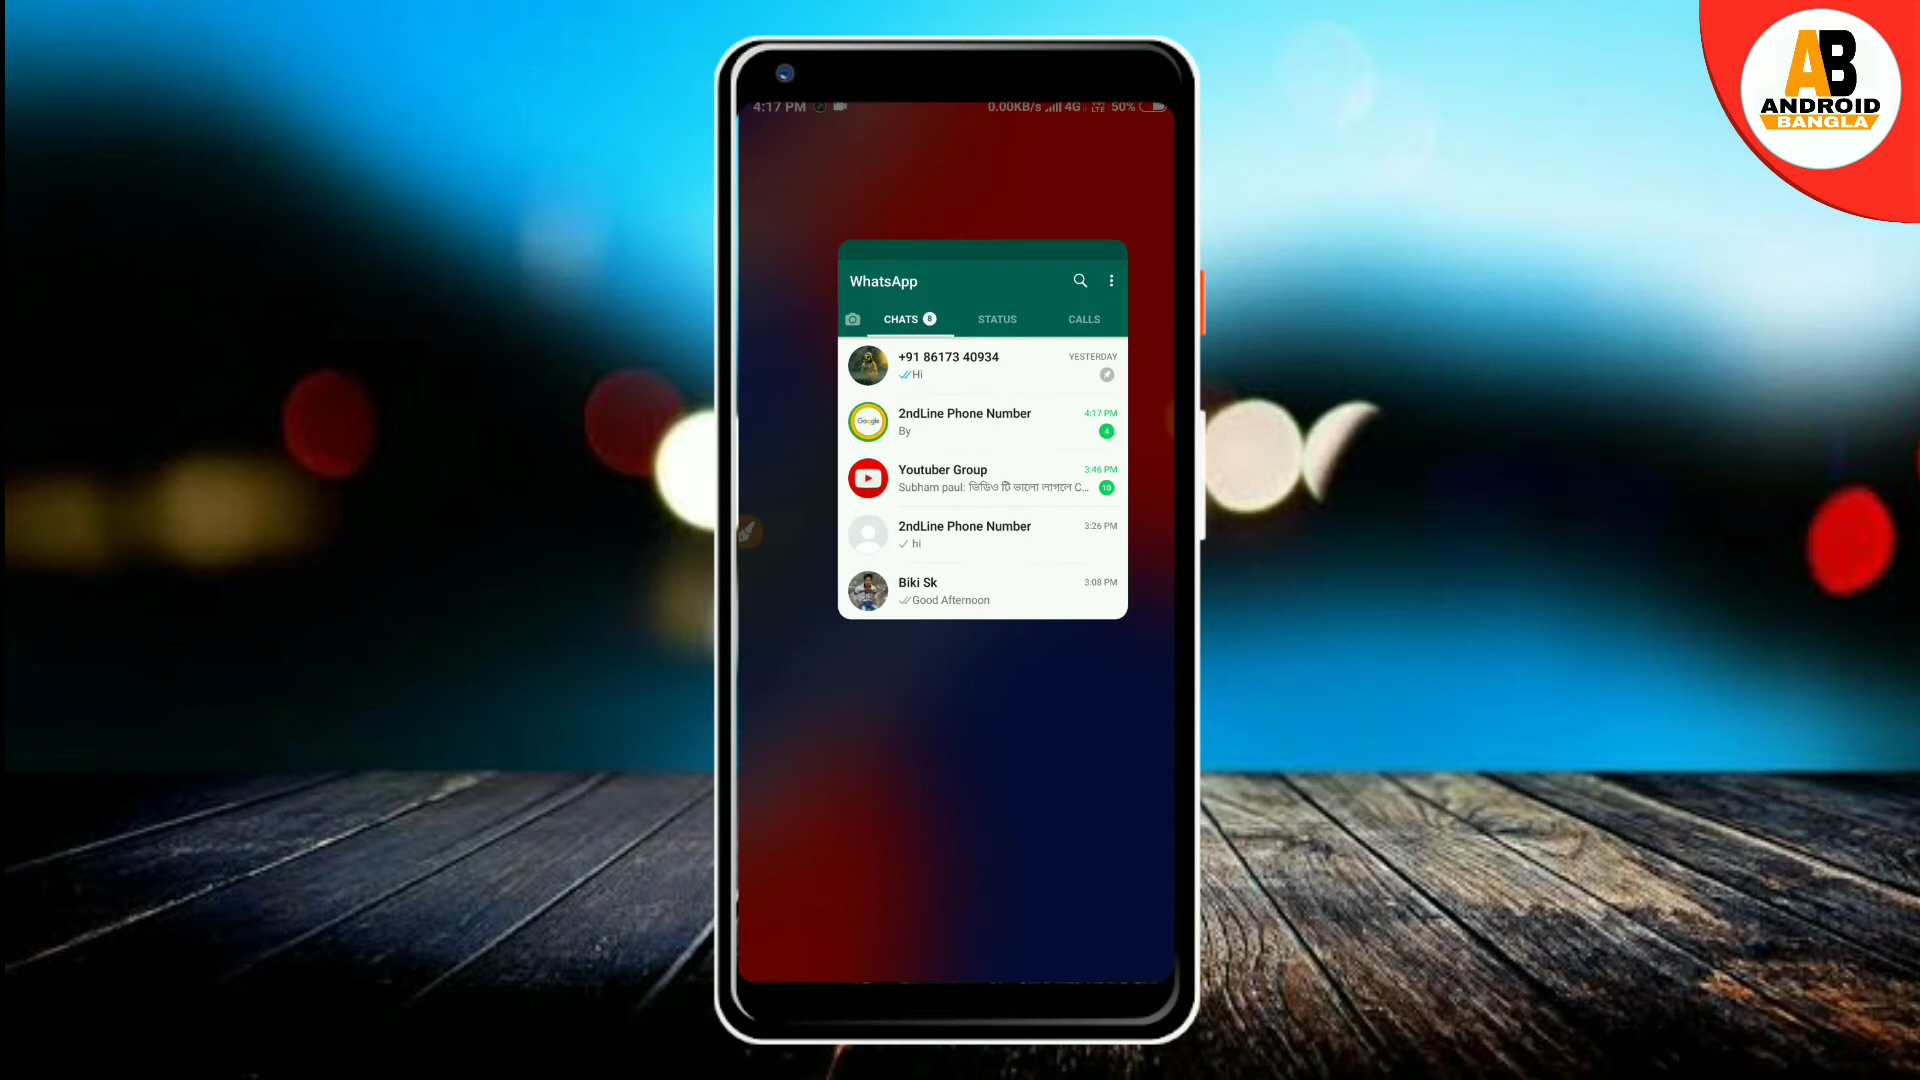 AB
ANDROID
BANGLA
4:17 PM 0.00KB/s 4G VoLTE 50%
WhatsApp
CHATS 8 STATUS CALLS
+91 86173 40934 YESTERDAY
Hi
Google
2ndLine Phone Number 4:17 PM
By 4
Youtuber Group 3:46 PM
Subham paul: ভিডিও টি ভালো লাগলে C... 10
2ndLine Phone Number 3:26 PM
hi
Biki Sk 3:08 PM
Good Afternoon